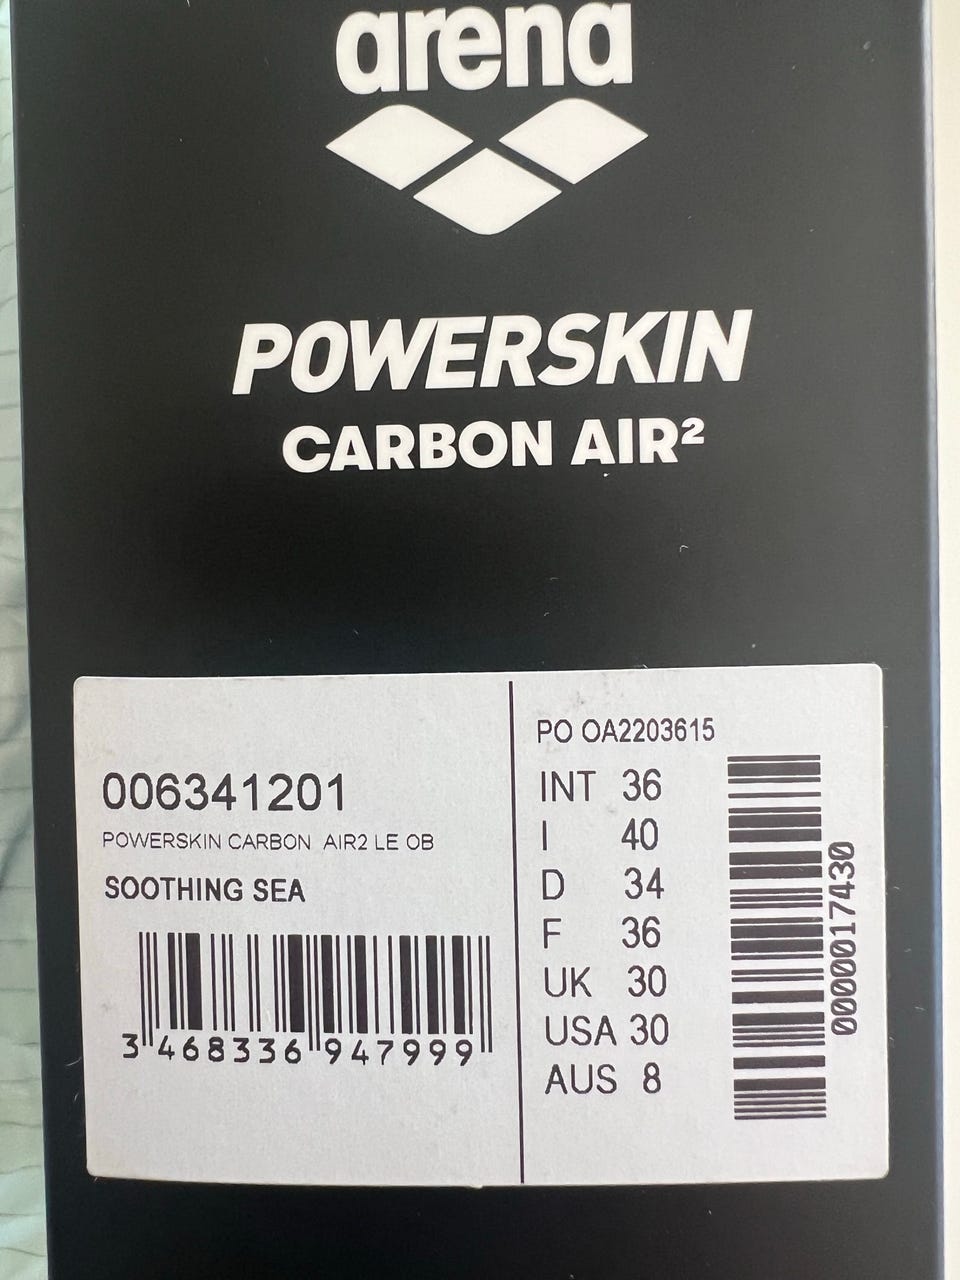 arena
POWERSKIN
CARBON AIR²
006341201
POWERSKIN CARBON AIR2 LE OB
SOOTHING SEA
3 468336 947999
PO OA2203615
INT 36
I 40
D 34
F 36
UK 30
USA 30
AUS 8
0000017430